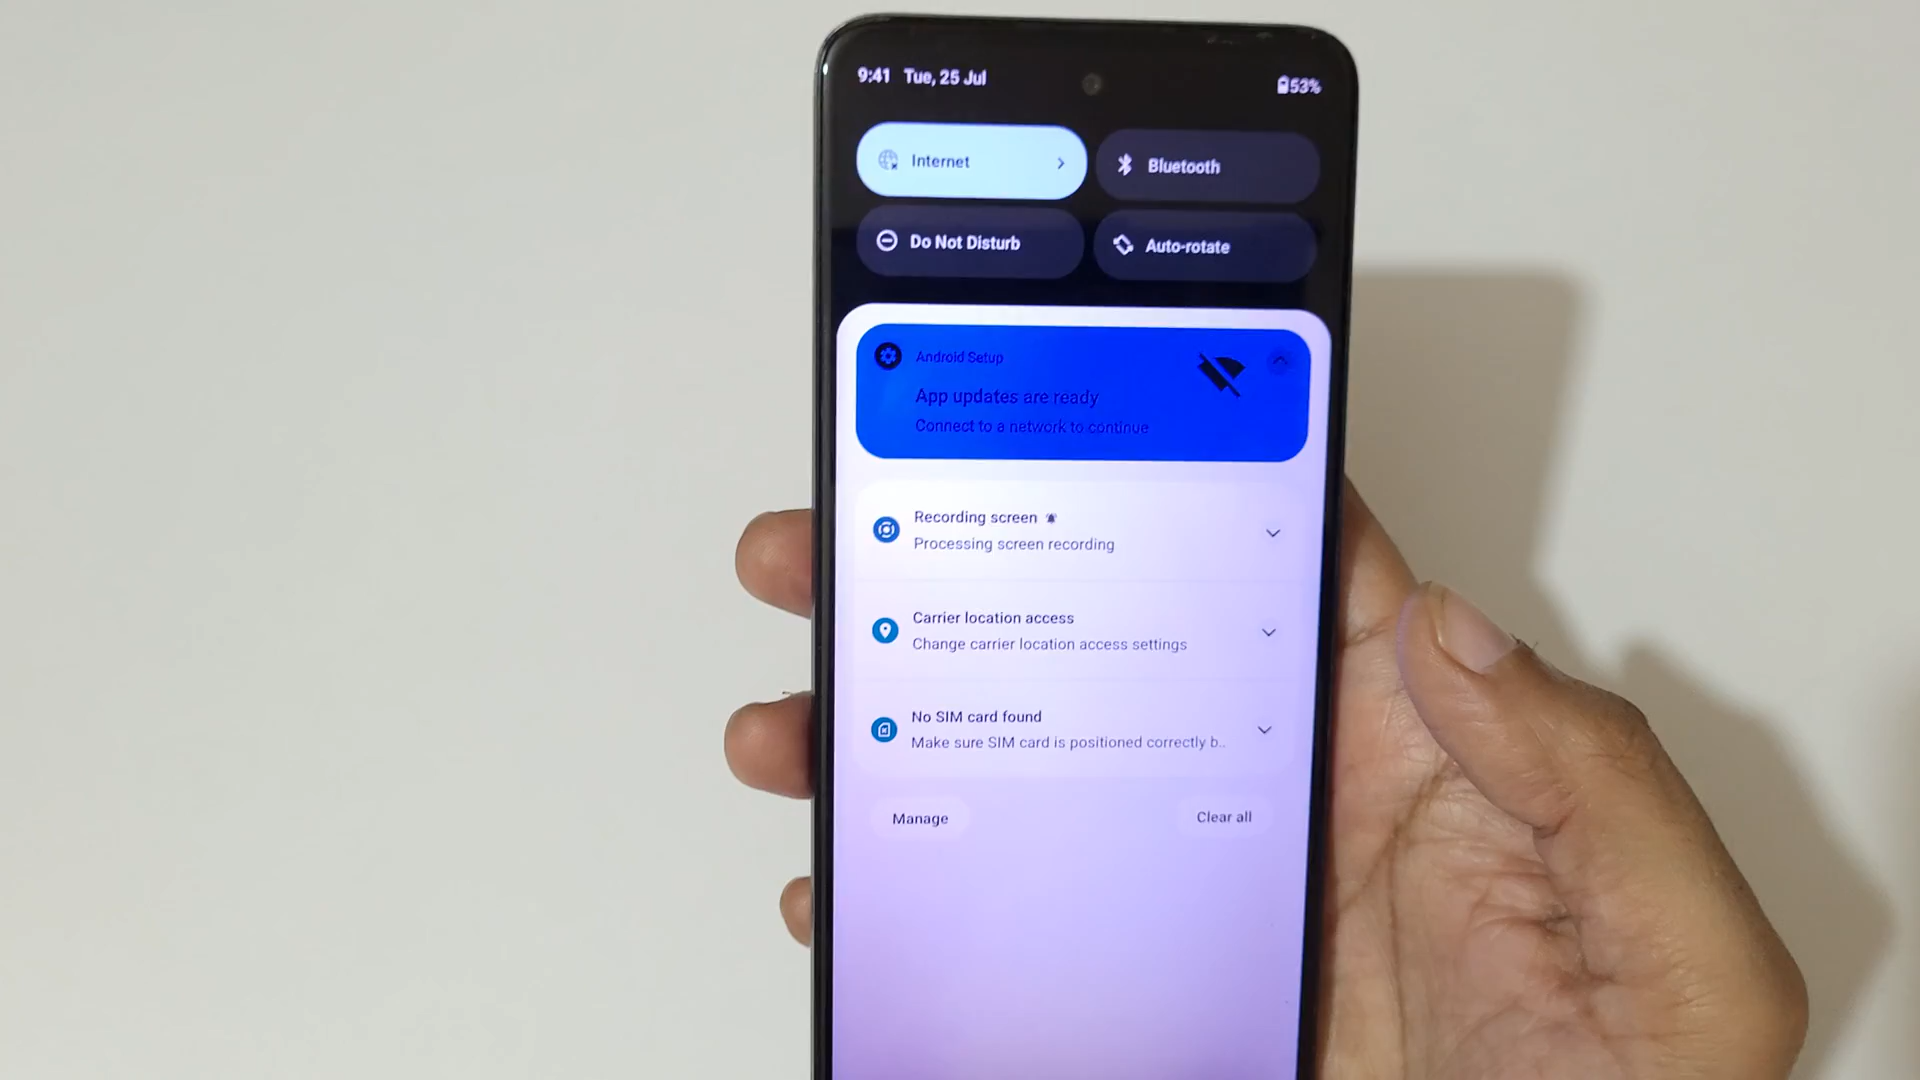 9:41 Tue, 25 Jul
53%
Internet
Bluetooth
Do Not Disturb
Auto-rotate
Android Setup
App updates are ready
Connect to a network to continue
Recording screen
Processing screen recording
Carrier location access
Change carrier location access settings
No SIM card found
Make sure SIM card is positioned correctly b..
Manage
Clear all